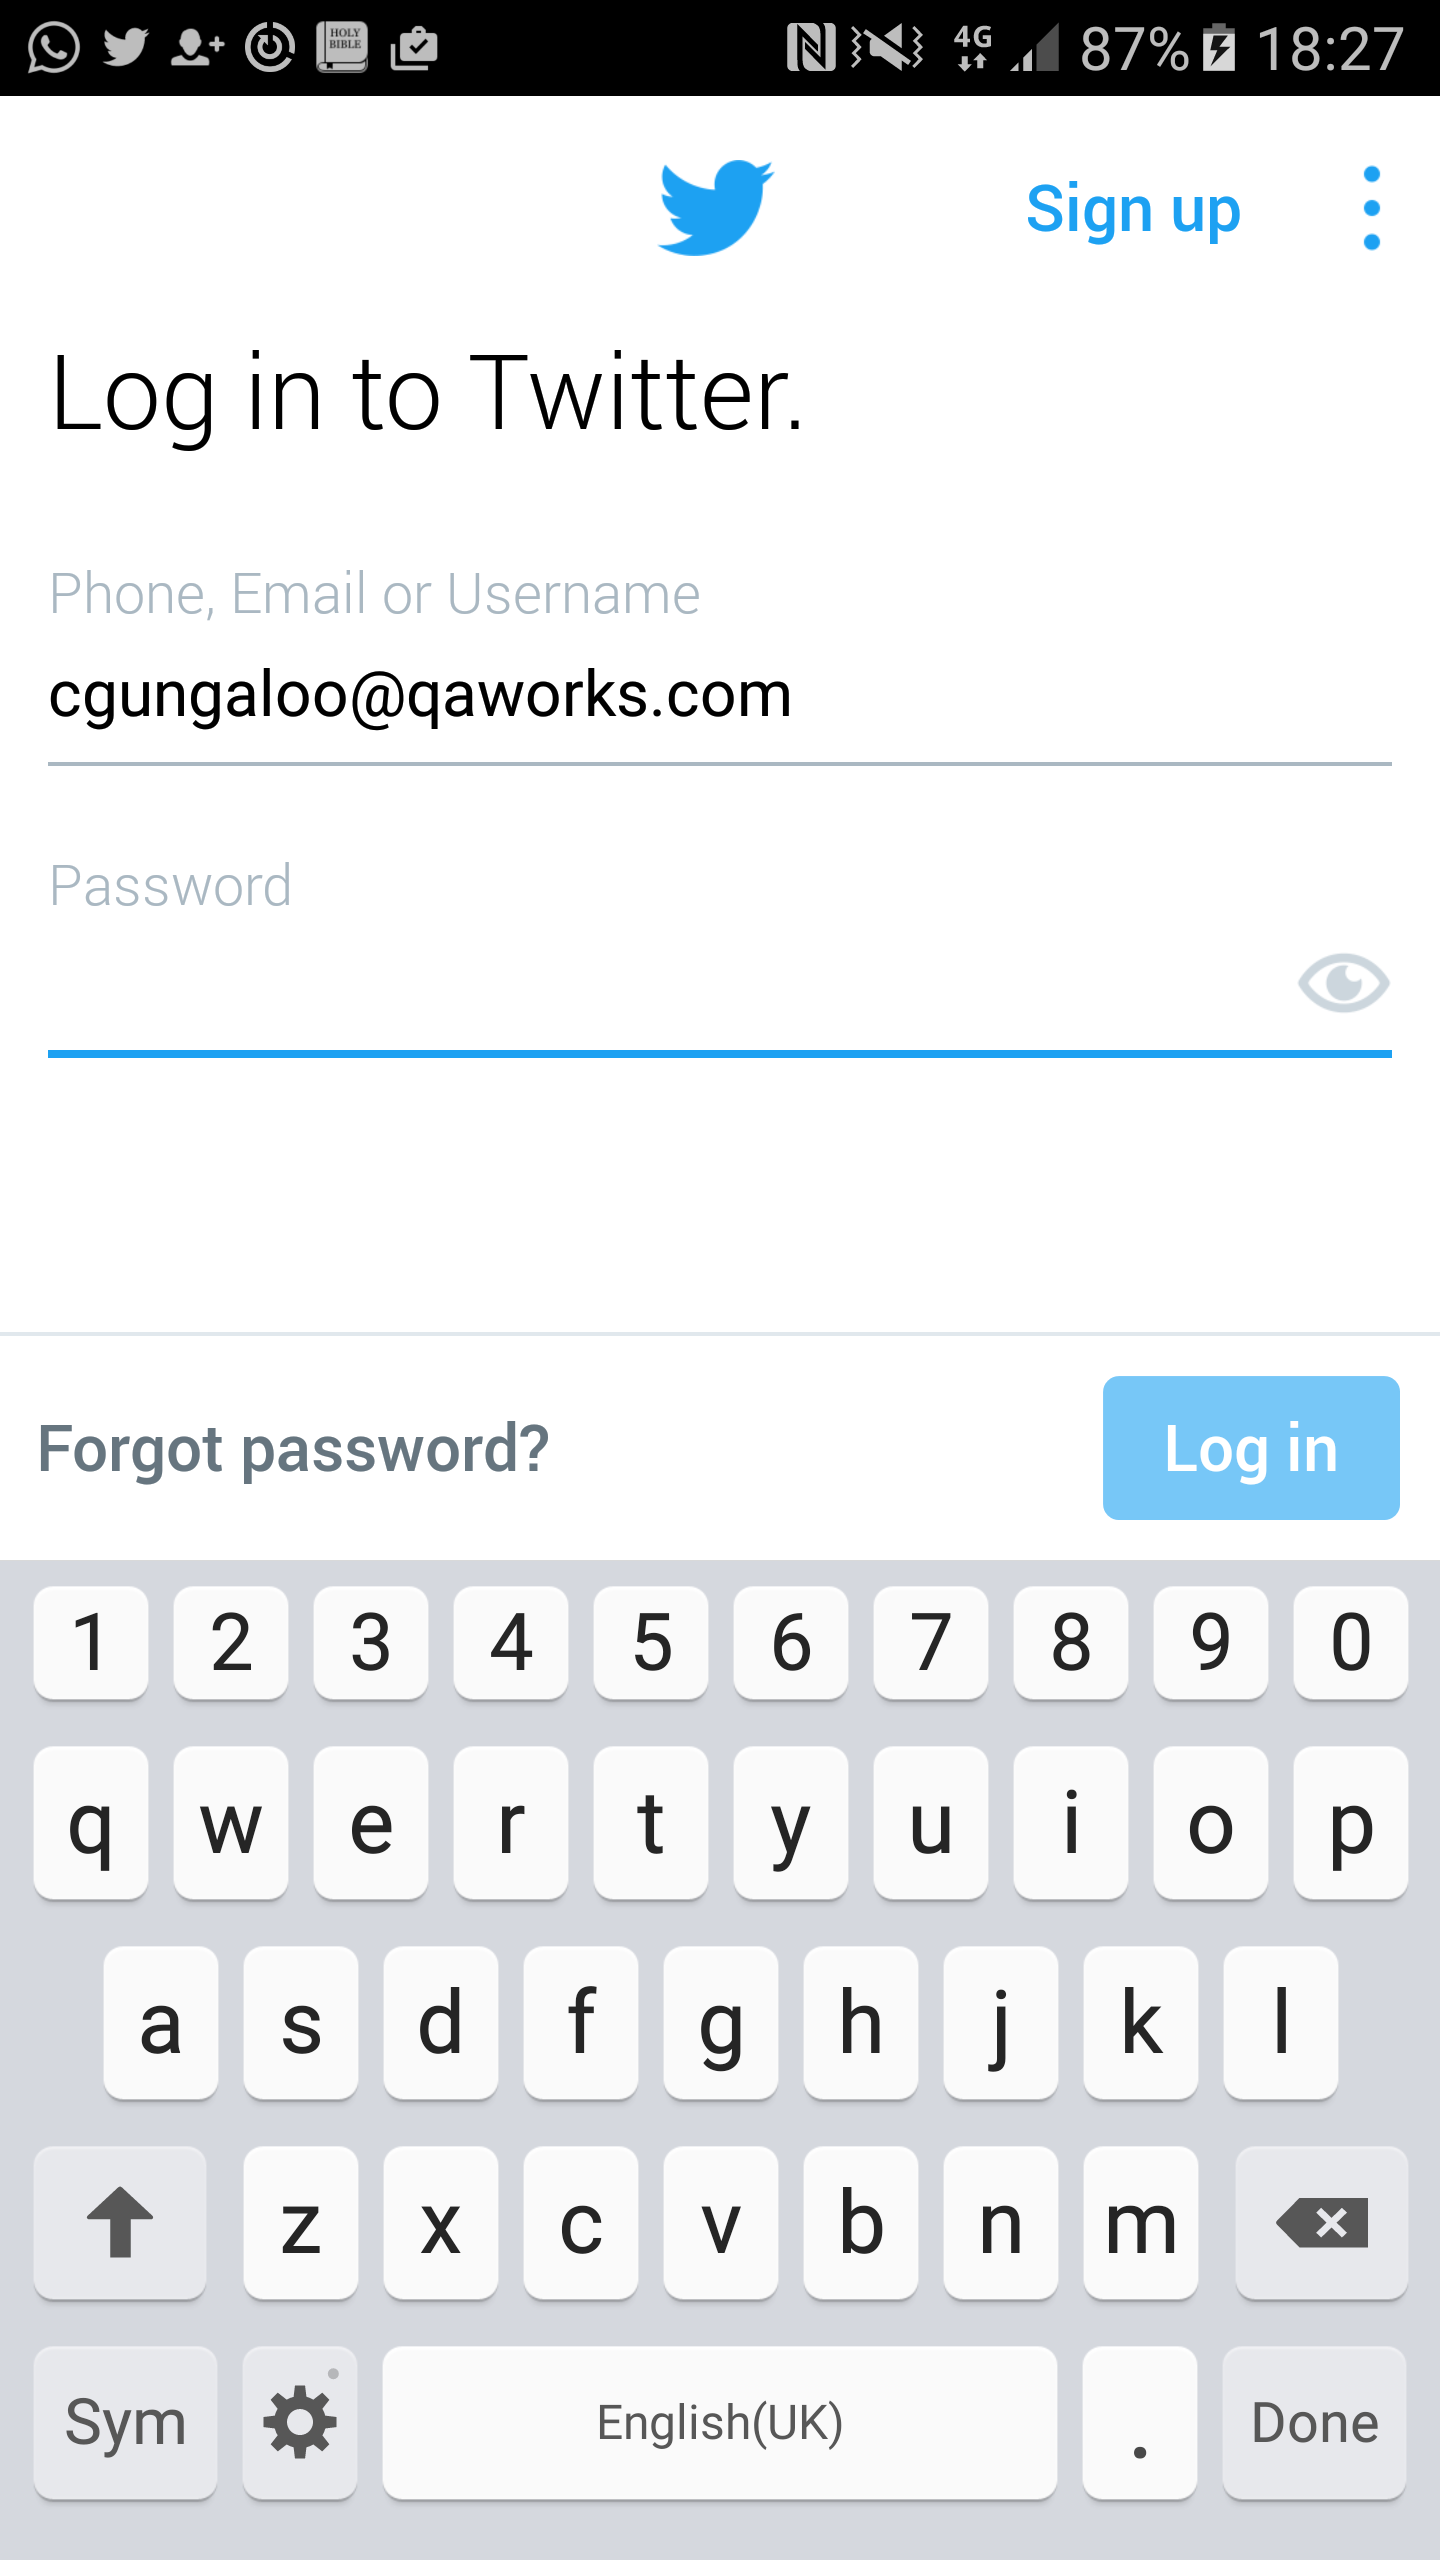 HOLY
BIBLE
4G
87%
18:27
Sign up
Log in to Twitter.
Phone, Email or Username
cgungaloo@qaworks.com
Password
Forgot password?
Log in
1 2 3 4 5 6 7 8 9 0
q w e r t y u i o p
a s d f g h j k l
z x c v b n m
Sym English(UK) . Done